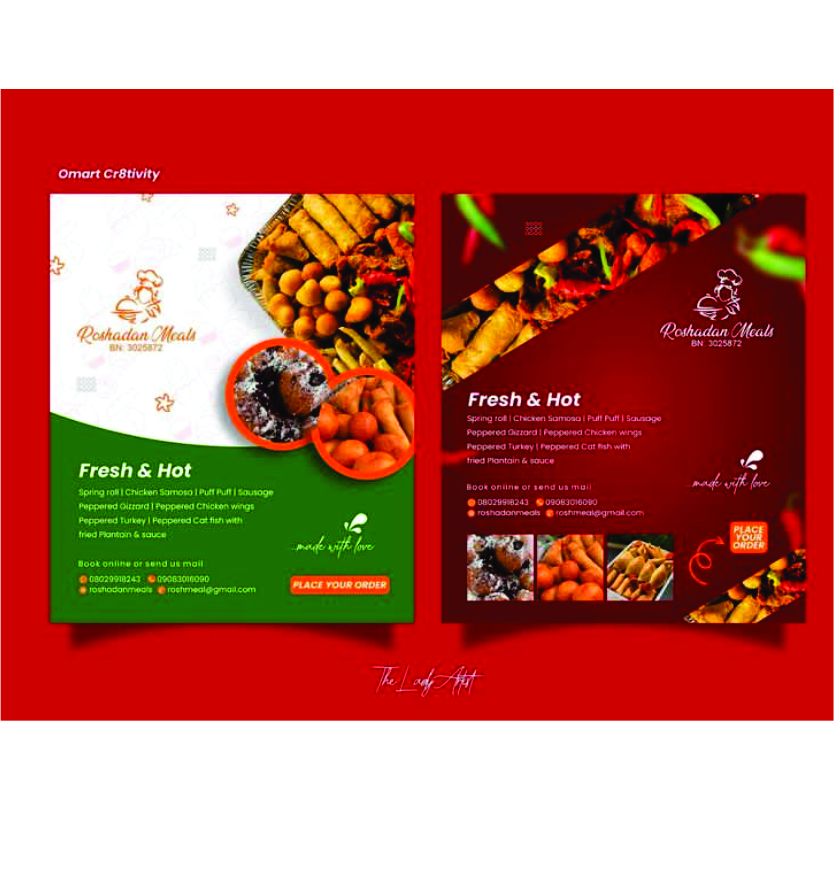 Omart Cr8tivity
Roshadan Meals
BN: 3025872
Fresh & Hot
Spring roll | Chicken Samosa | Puff Puff | Sausage
Peppered Gizzard | Peppered Chicken wings
Peppered Turkey | Peppered Cat fish with
fried Plantain & sauce
...made with love
Book online or send us mail
08029918243 09083016090
roshadanmeals roshmeal@gmail.com
PLACE YOUR ORDER
Roshadan Meals
BN: 3025872
Fresh & Hot
Spring roll | Chicken Samosa | Puff Puff | Sausage
Peppered Gizzard | Peppered Chicken wings
Peppered Turkey | Peppered Cat fish with
fried Plantain & sauce
...made with love
Book online or send us mail
08029918243 09083016090
roshadanmeals roshmeal@gmail.com
PLACE
YOUR
ORDER
The Lady Artist